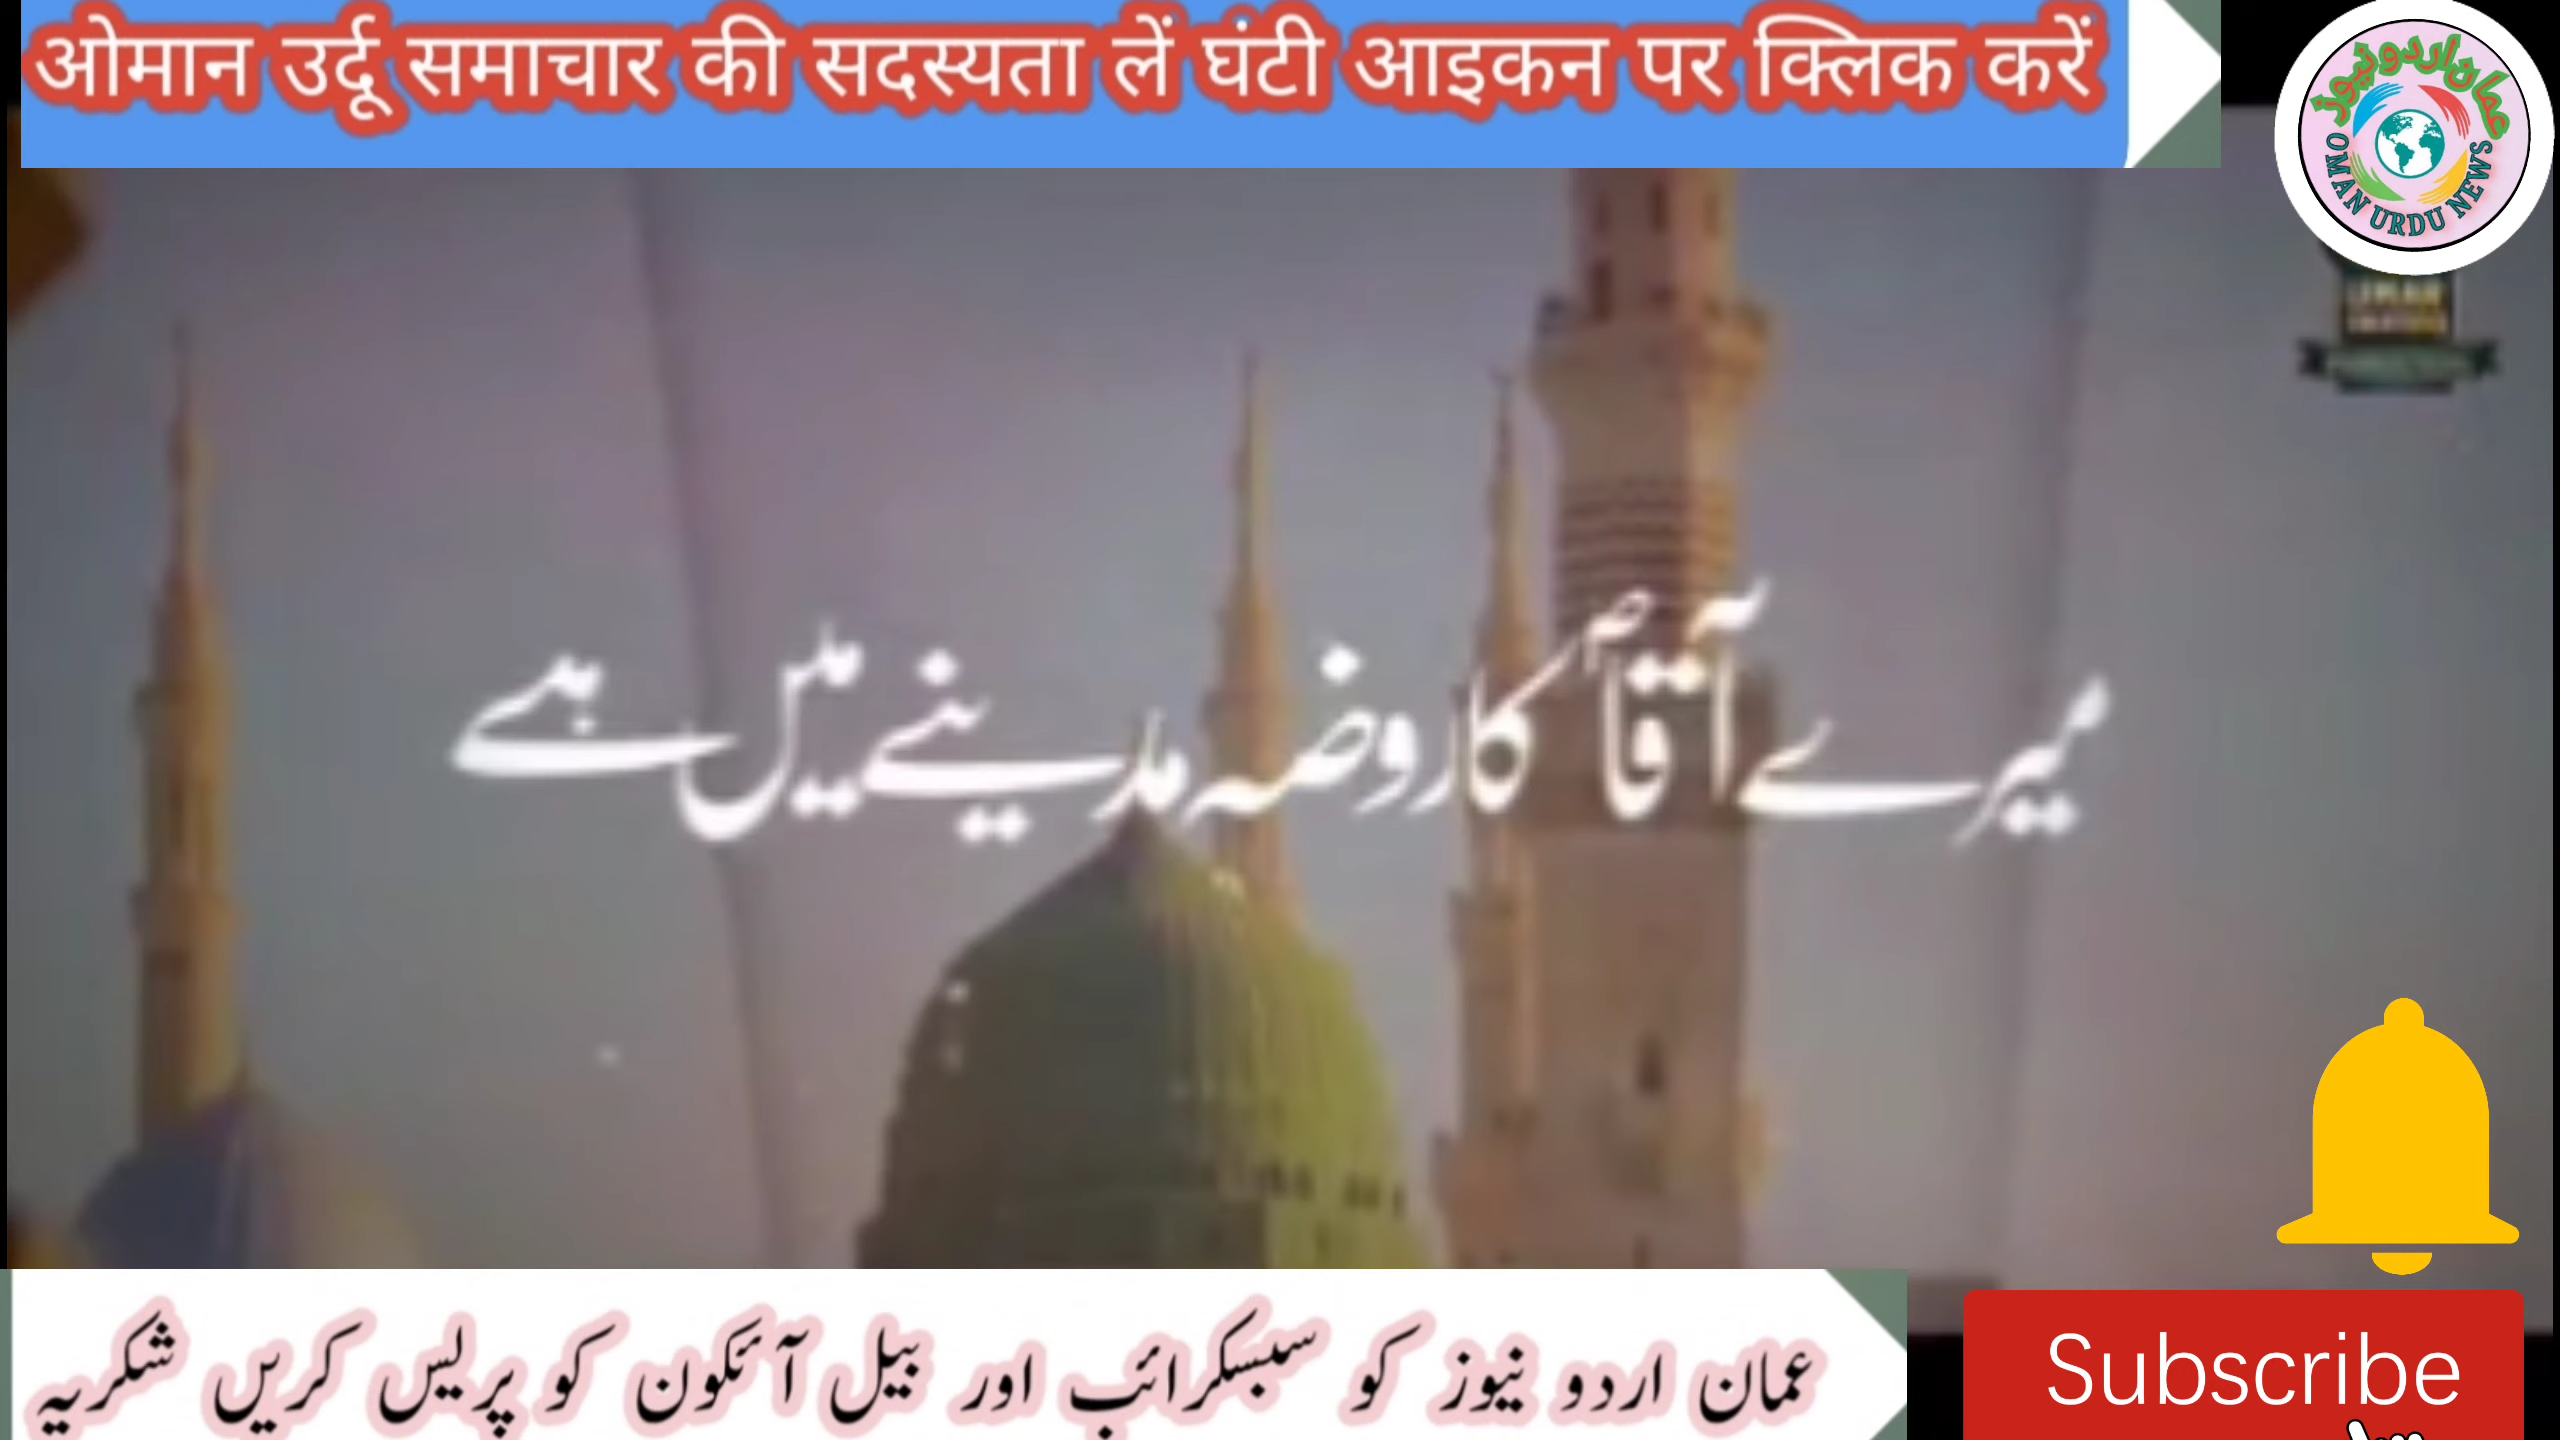 ओमान उर्दू समाचार की सदस्यता लें घंटी आइकन पर क्लिक करें
عمان اردو نیوز
OMAN URDU NEWS
میرے آقاؐ کا روضہ مدینے میں ہے
عمان اردو نیوز کو سبسکرائب اور بیل آئکون کو پریس کریں شکریہ
Subscribe